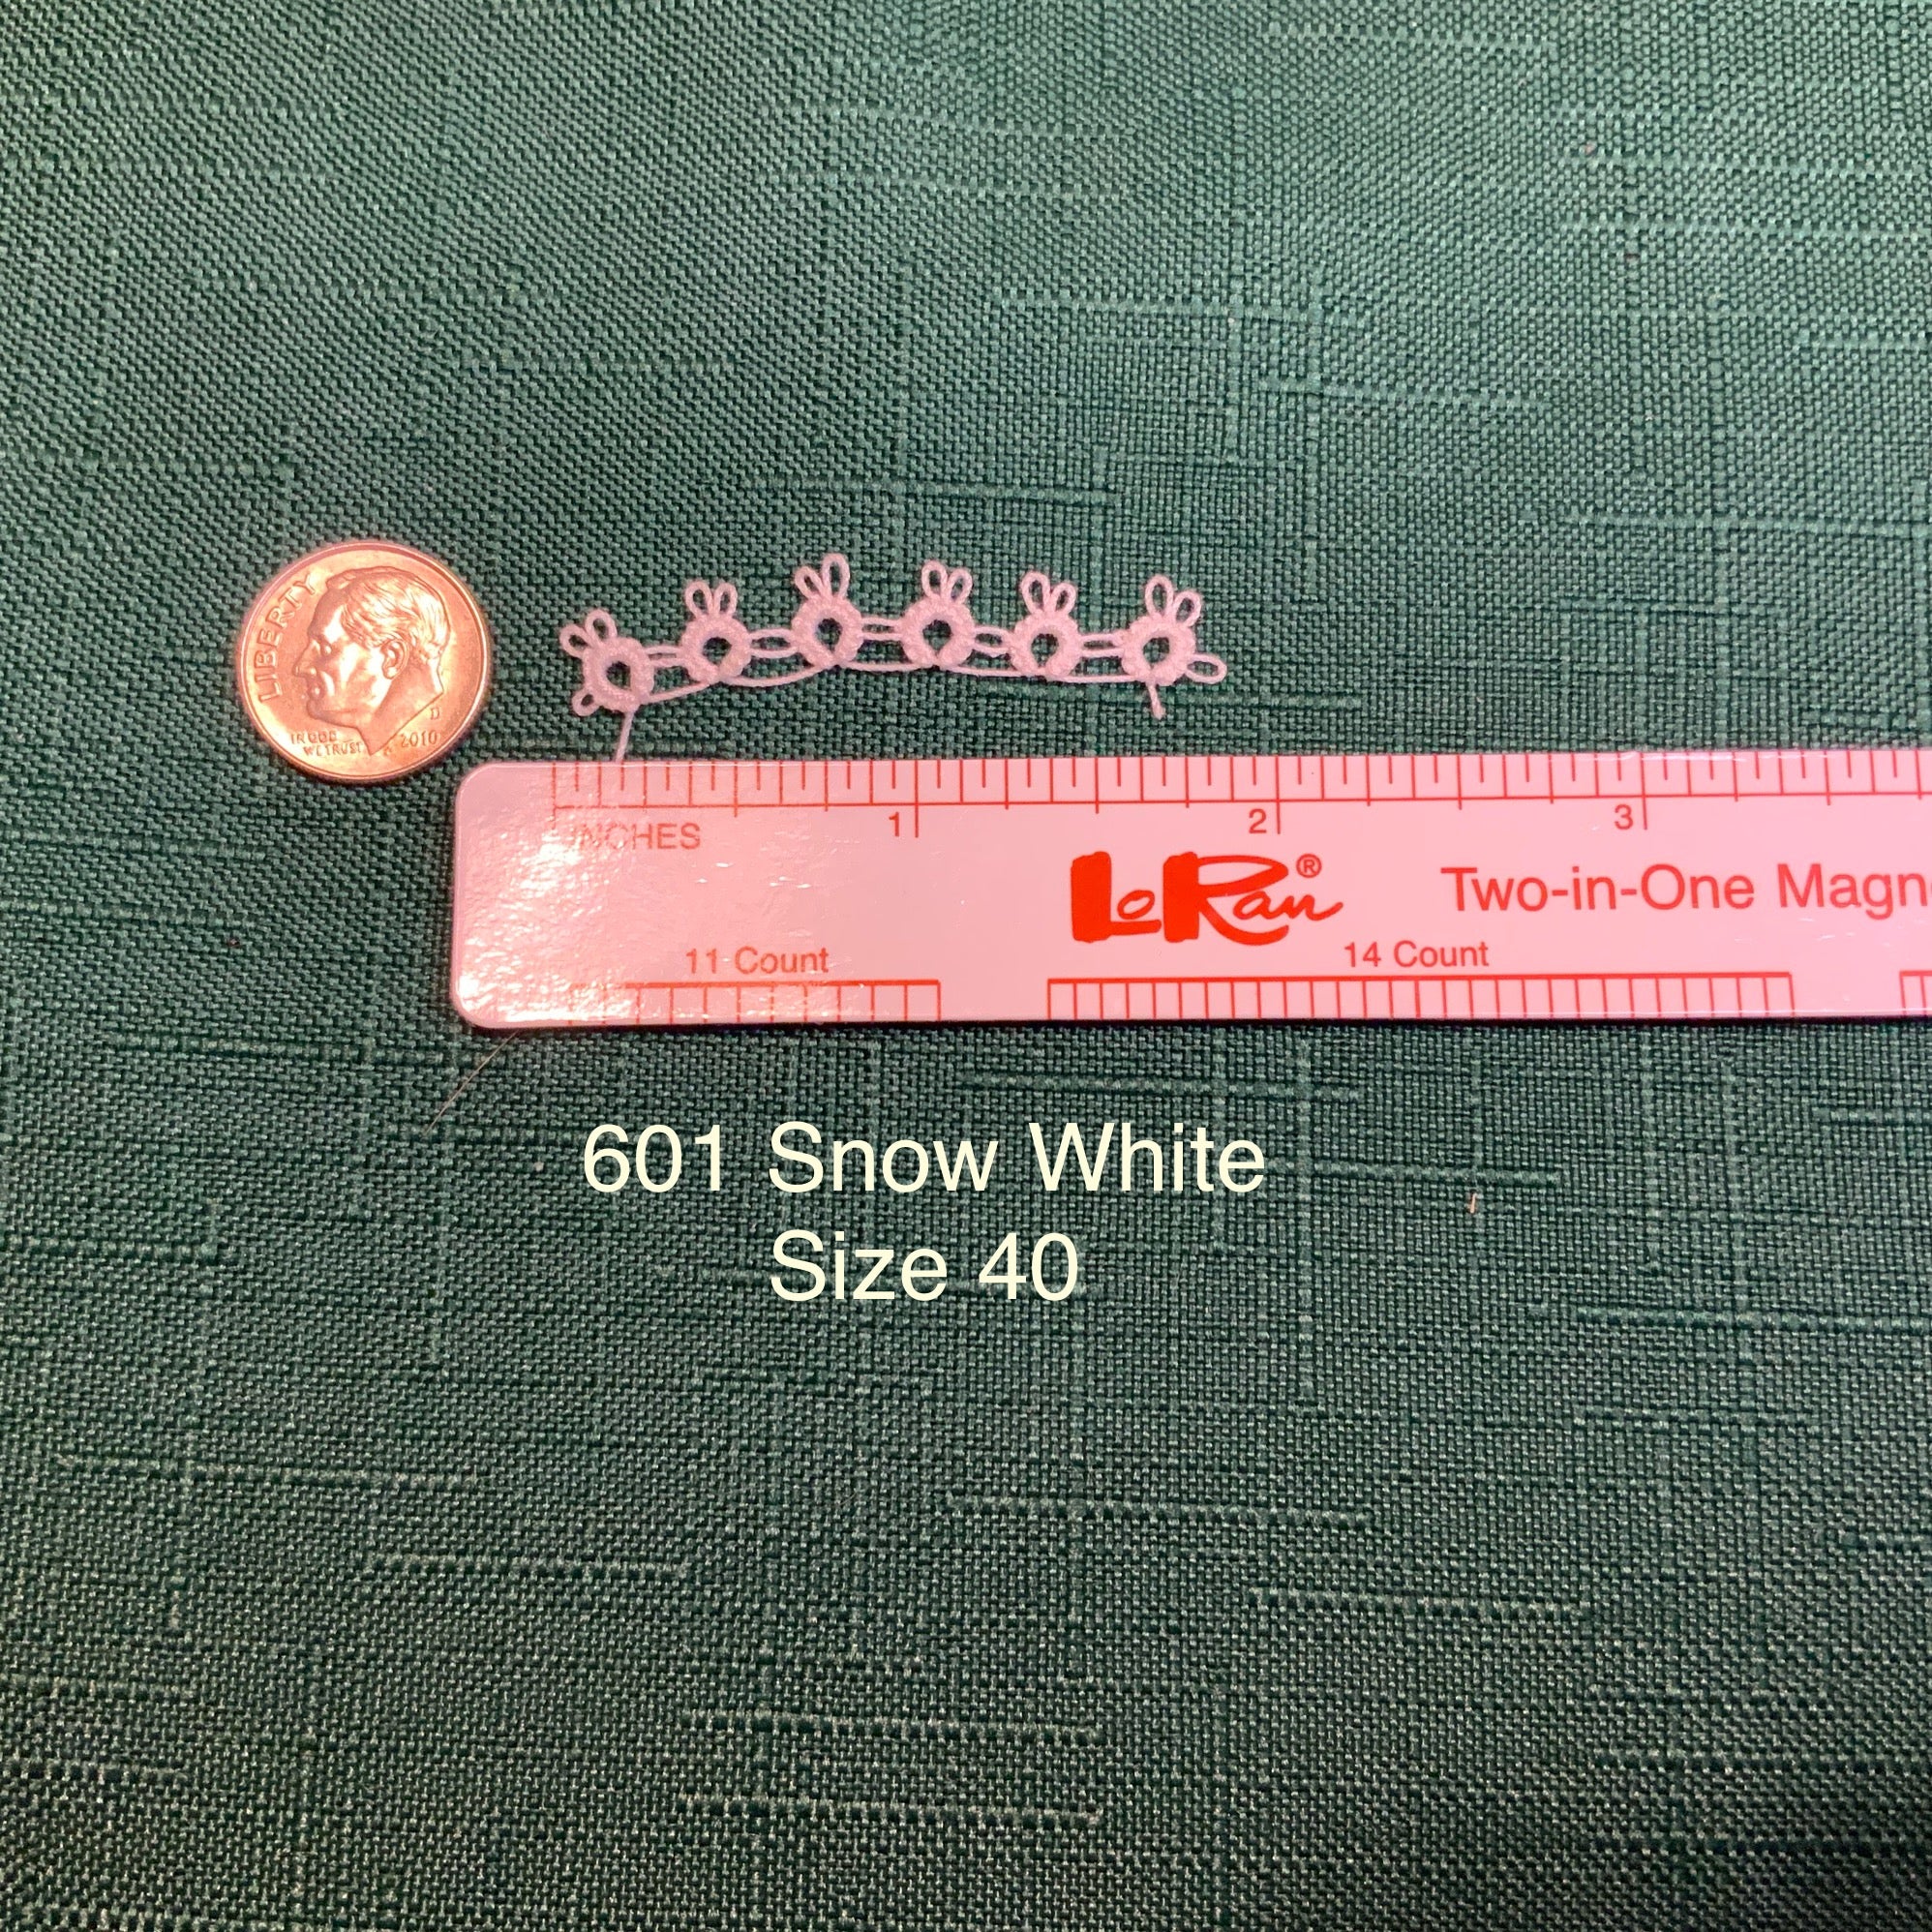 LIBERTY
IN GOD
WE TRUST
D
2010
1
2
3
INCHES
LoRan®
Two-in-One Magn
11 Count
14 Count
601 Snow White
Size 40